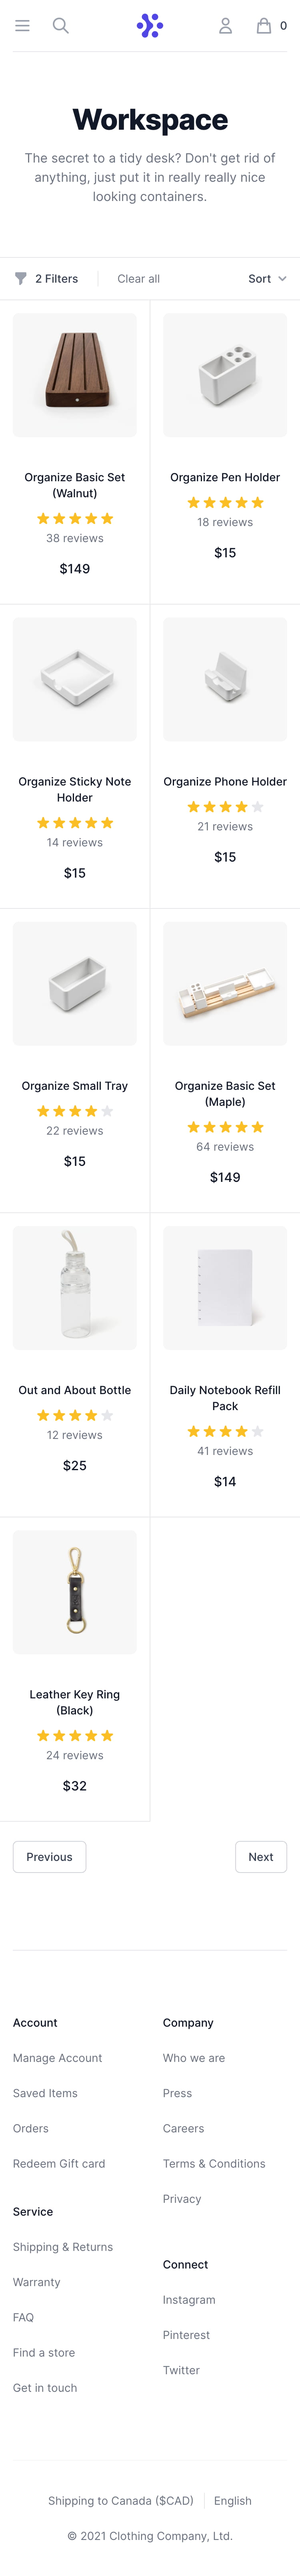 0
Workspace
The secret to a tidy desk? Don't get rid of
anything, just put it in really really nice
looking containers.
2 Filters
Clear all
Sort
Organize Basic Set
(Walnut)
38 reviews
$149
Organize Pen Holder
18 reviews
$15
Organize Sticky Note
Holder
14 reviews
$15
Organize Phone Holder
21 reviews
$15
Organize Small Tray
22 reviews
$15
Organize Basic Set
(Maple)
64 reviews
$149
Out and About Bottle
12 reviews
$25
Daily Notebook Refill
Pack
41 reviews
$14
Leather Key Ring
(Black)
24 reviews
$32
Previous
Next
Account
Manage Account
Saved Items
Orders
Redeem Gift card
Service
Shipping & Returns
Warranty
FAQ
Find a store
Get in touch
Company
Who we are
Press
Careers
Terms & Conditions
Privacy
Connect
Instagram
Pinterest
Twitter
Shipping to Canada ($CAD)
English
© 2021 Clothing Company, Ltd.